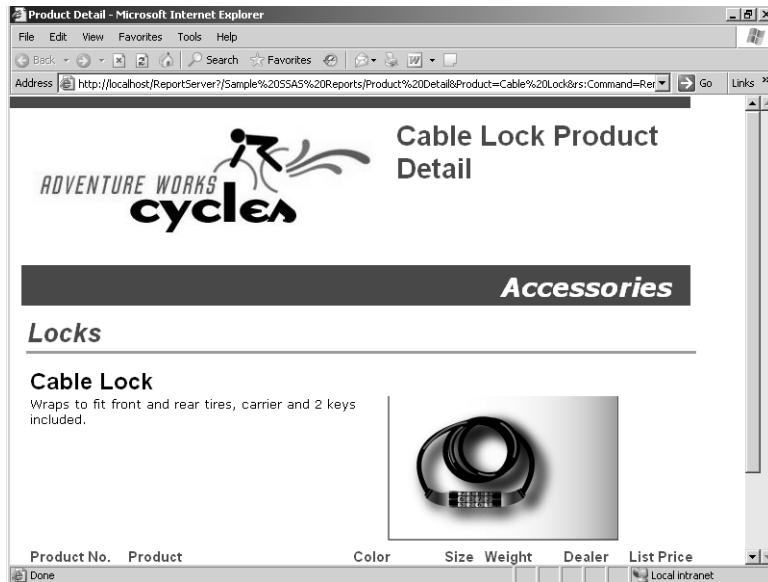 Product Detail - Microsoft Internet Explorer
File Edit View Favorites Tools Help
Back Search Favorites
Address http://localhost/ReportServer?/Sample%20SSAS%20Reports/Product%20Detail&Product=Cable%20Lock&rs:Command=Rer Go Links »
ADVENTURE WORKS
cycles
Cable Lock Product
Detail
Accessories
Locks
Cable Lock
Wraps to fit front and rear tires, carrier and 2 keys
included.
Product No. Product Color Size Weight Dealer List Price
Done Local intranet